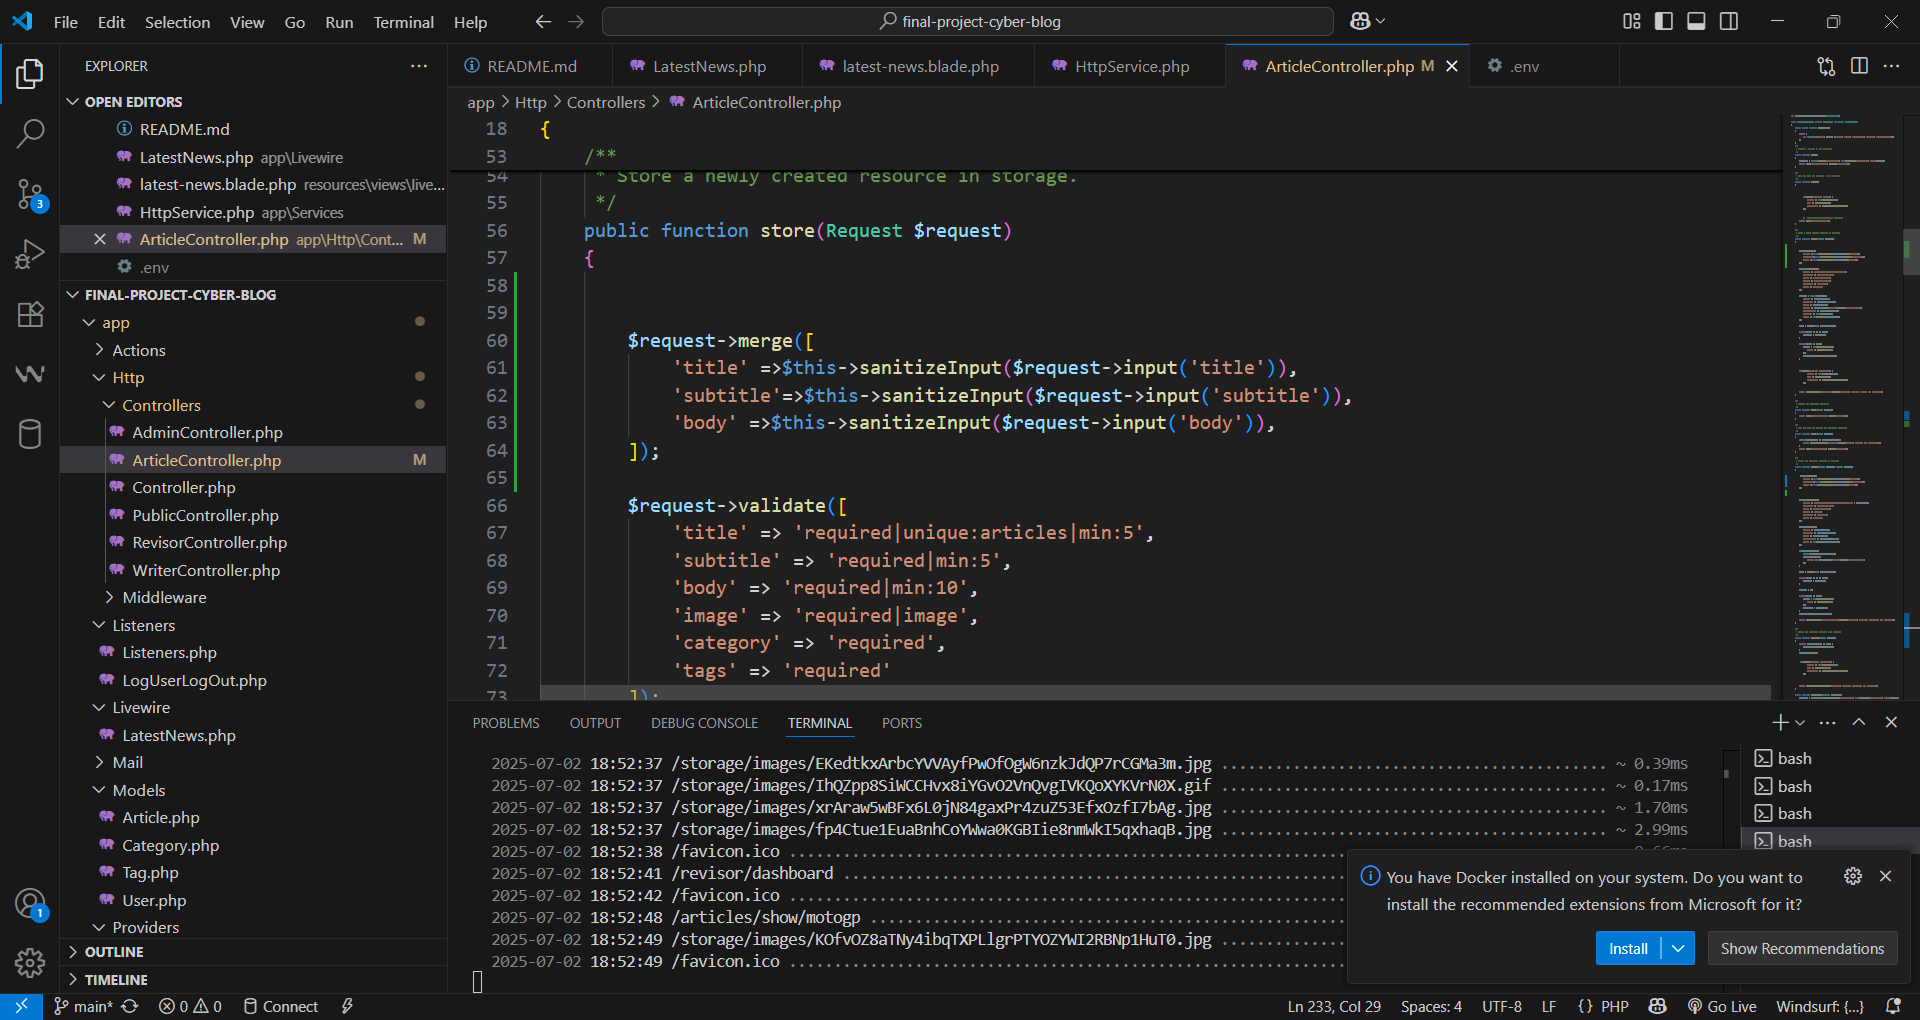 File Edit Selection View Go Run Terminal Help
final-project-cyber-blog
EXPLORER
OPEN EDITORS
README.md
LatestNews.php app\Livewire
latest-news.blade.php resources\views\live...
HttpService.php app\Services
ArticleController.php app\Http\Cont... M
.env
FINAL-PROJECT-CYBER-BLOG
app
Actions
Http
Controllers
AdminController.php
ArticleController.php M
Controller.php
PublicController.php
RevisorController.php
WriterController.php
Middleware
Listeners
Listeners.php
LogUserLogOut.php
Livewire
LatestNews.php
Mail
Models
Article.php
Category.php
Tag.php
User.php
Providers
OUTLINE
TIMELINE
3
1
README.md LatestNews.php latest-news.blade.php HttpService.php ArticleController.php M .env
app > Http > Controllers > ArticleController.php
18 {
53 /**
54 * Store a newly created resource in storage.
55 */
56 public function store(Request $request)
57 {
58
59
60 $request->merge([
61 'title' =>$this->sanitizeInput($request->input('title')),
62 'subtitle'=>$this->sanitizeInput($request->input('subtitle')),
63 'body' =>$this->sanitizeInput($request->input('body')),
64 ]);
65
66 $request->validate([
67 'title' => 'required|unique:articles|min:5',
68 'subtitle' => 'required|min:5',
69 'body' => 'required|min:10',
70 'image' => 'required|image',
71 'category' => 'required',
72 'tags' => 'required'
73 ]);
PROBLEMS OUTPUT DEBUG CONSOLE TERMINAL PORTS
2025-07-02 18:52:37 /storage/images/EKedtkxArbcYVVAyfPwOfOgW6nzkJdQP7rCGMa3m.jpg ................................... ~ 0.39ms
2025-07-02 18:52:37 /storage/images/IhQZpp8SiWCCHvx8iYGvO2VnQvgIVKQoXYKVrN0X.gif ................................... ~ 0.17ms
2025-07-02 18:52:37 /storage/images/xrAraw5wBFx6L0jN84gaxPr4zuZ53EfxOzfI7bAg.jpg ................................... ~ 1.70ms
2025-07-02 18:52:37 /storage/images/fp4Ctue1EuaBnhCoYWwa0KGBIie8nmWkI5qxhaqB.jpg ................................... ~ 2.99ms
2025-07-02 18:52:38 /favicon.ico ..................................................
2025-07-02 18:52:41 /revisor/dashboard .............................................
2025-07-02 18:52:42 /favicon.ico ..................................................
2025-07-02 18:52:48 /articles/show/motogp ..........................................
2025-07-02 18:52:49 /storage/images/KOfvOZ8aTNy4ibqTXPLlgrPTYOZYWI2RBNp1HuT0.jpg ............
2025-07-02 18:52:49 /favicon.ico ..................................................
bash
bash
bash
bash
You have Docker installed on your system. Do you want to
install the recommended extensions from Microsoft for it?
Install Show Recommendations
main* 0 0 Connect Ln 233, Col 29 Spaces: 4 UTF-8 LF {} PHP Go Live Windsurf: {...}